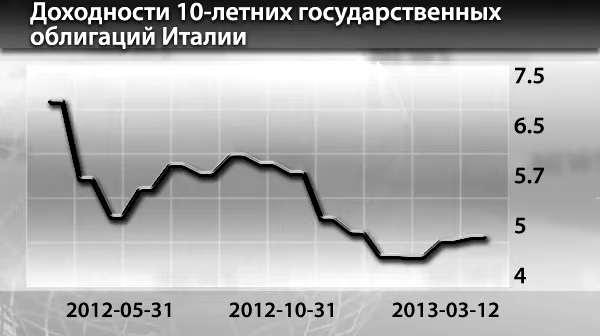 Доходности 10-летних государственных
облигаций Италии
7.5
6.5
5.7
5
4
2012-05-31 2012-10-31 2013-03-12